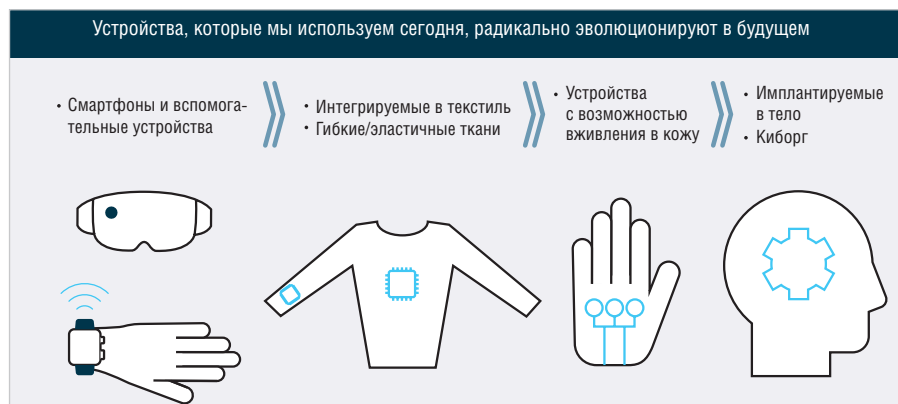 Устройства, которые мы используем сегодня, радикально эволюционируют в будущем
• Смартфоны и вспомога-
тельные устройства
• Интегрируемые в текстиль
• Гибкие/эластичные ткани
• Устройства
с возможностью
вживления в кожу
• Имплантируемые
в тело
• Киборг